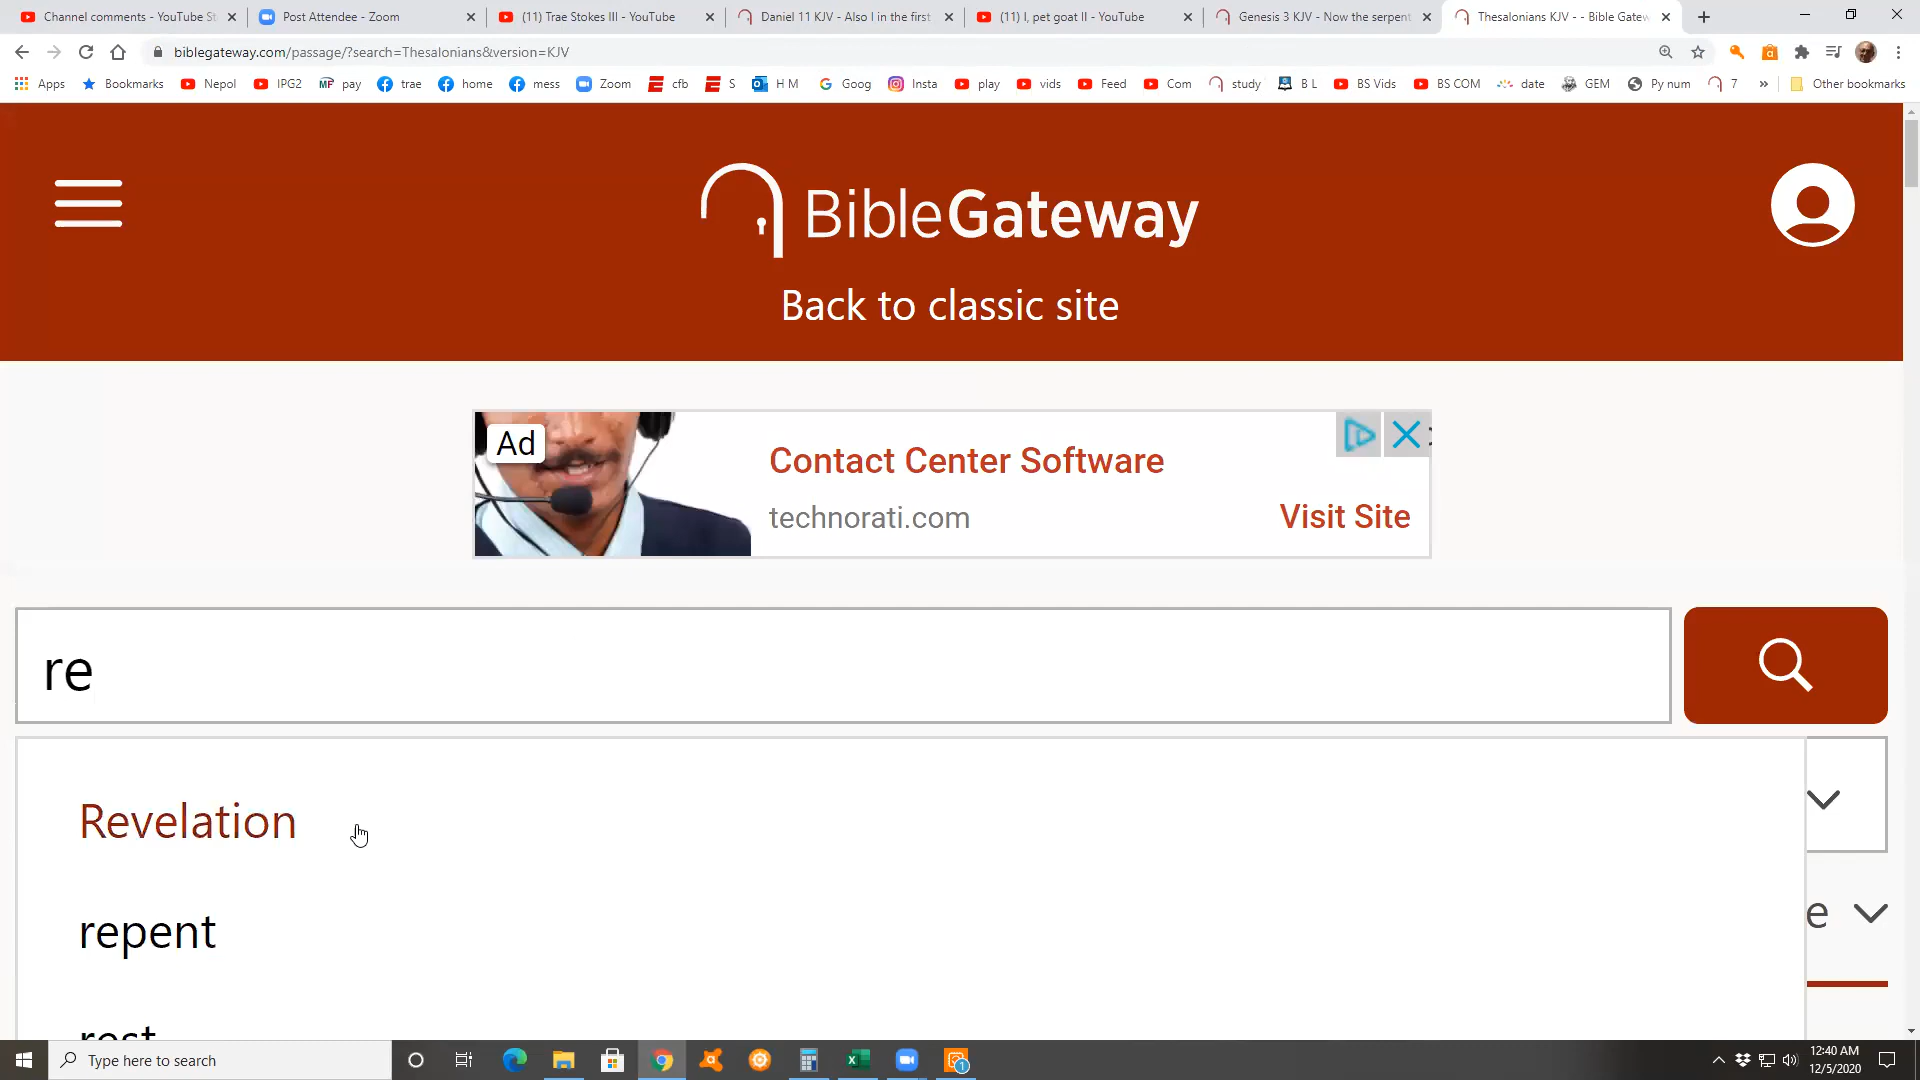 Channel comments - YouTube St
Post Attendee - Zoom
(11) Trae Stokes III - YouTube
Daniel 11 KJV - Also I in the first
(11) I, pet goat II - YouTube
Genesis 3 KJV - Now the serpent
Thesalonians KJV - - Bible Gatew
biblegateway.com/passage/?search=Thesalonians&version=KJV
Apps
Bookmarks
Nepol
IPG2
MF pay
trae
home
mess
Zoom
cfb
S
H M
Goog
Insta
play
vids
Feed
Com
study
B L
BS Vids
BS COM
date
GEM
Py num
7
»
Other bookmarks
BibleGateway
Back to classic site
Ad
Contact Center Software
technorati.com
Visit Site
re
Revelation
repent
e
rest
Type here to search
1
12:40 AM
12/5/2020